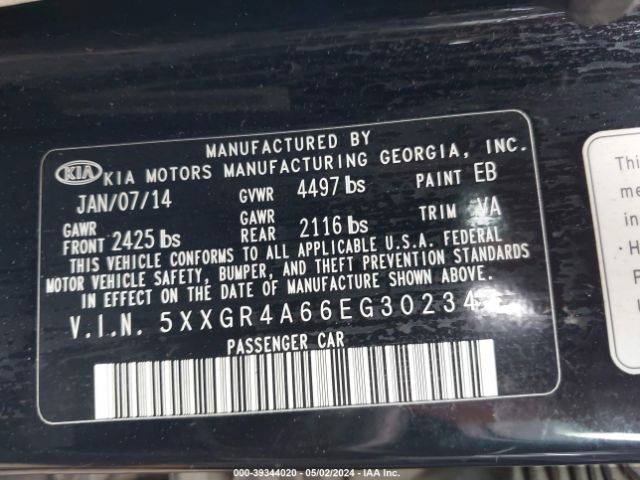 MANUFACTURED BY
KIA KIA MOTORS MANUFACTURING GEORGIA, INC.
JAN/07/14 GVWR 4497 lbs PAINT EB
GAWR FRONT 2425 lbs GAWR REAR 2116 lbs TRIM VA
THIS VEHICLE CONFORMS TO ALL APPLICABLE U.S.A. FEDERAL
MOTOR VEHICLE SAFETY, BUMPER, AND THEFT PREVENTION STANDARDS
IN EFFECT ON THE DATE OF MANUFACTURE SHOWN ABOVE.
V.I.N. 5XXGR4A66EG30234
PASSENGER CAR
000-39344020 - 05/02/2024 - IAA Inc.